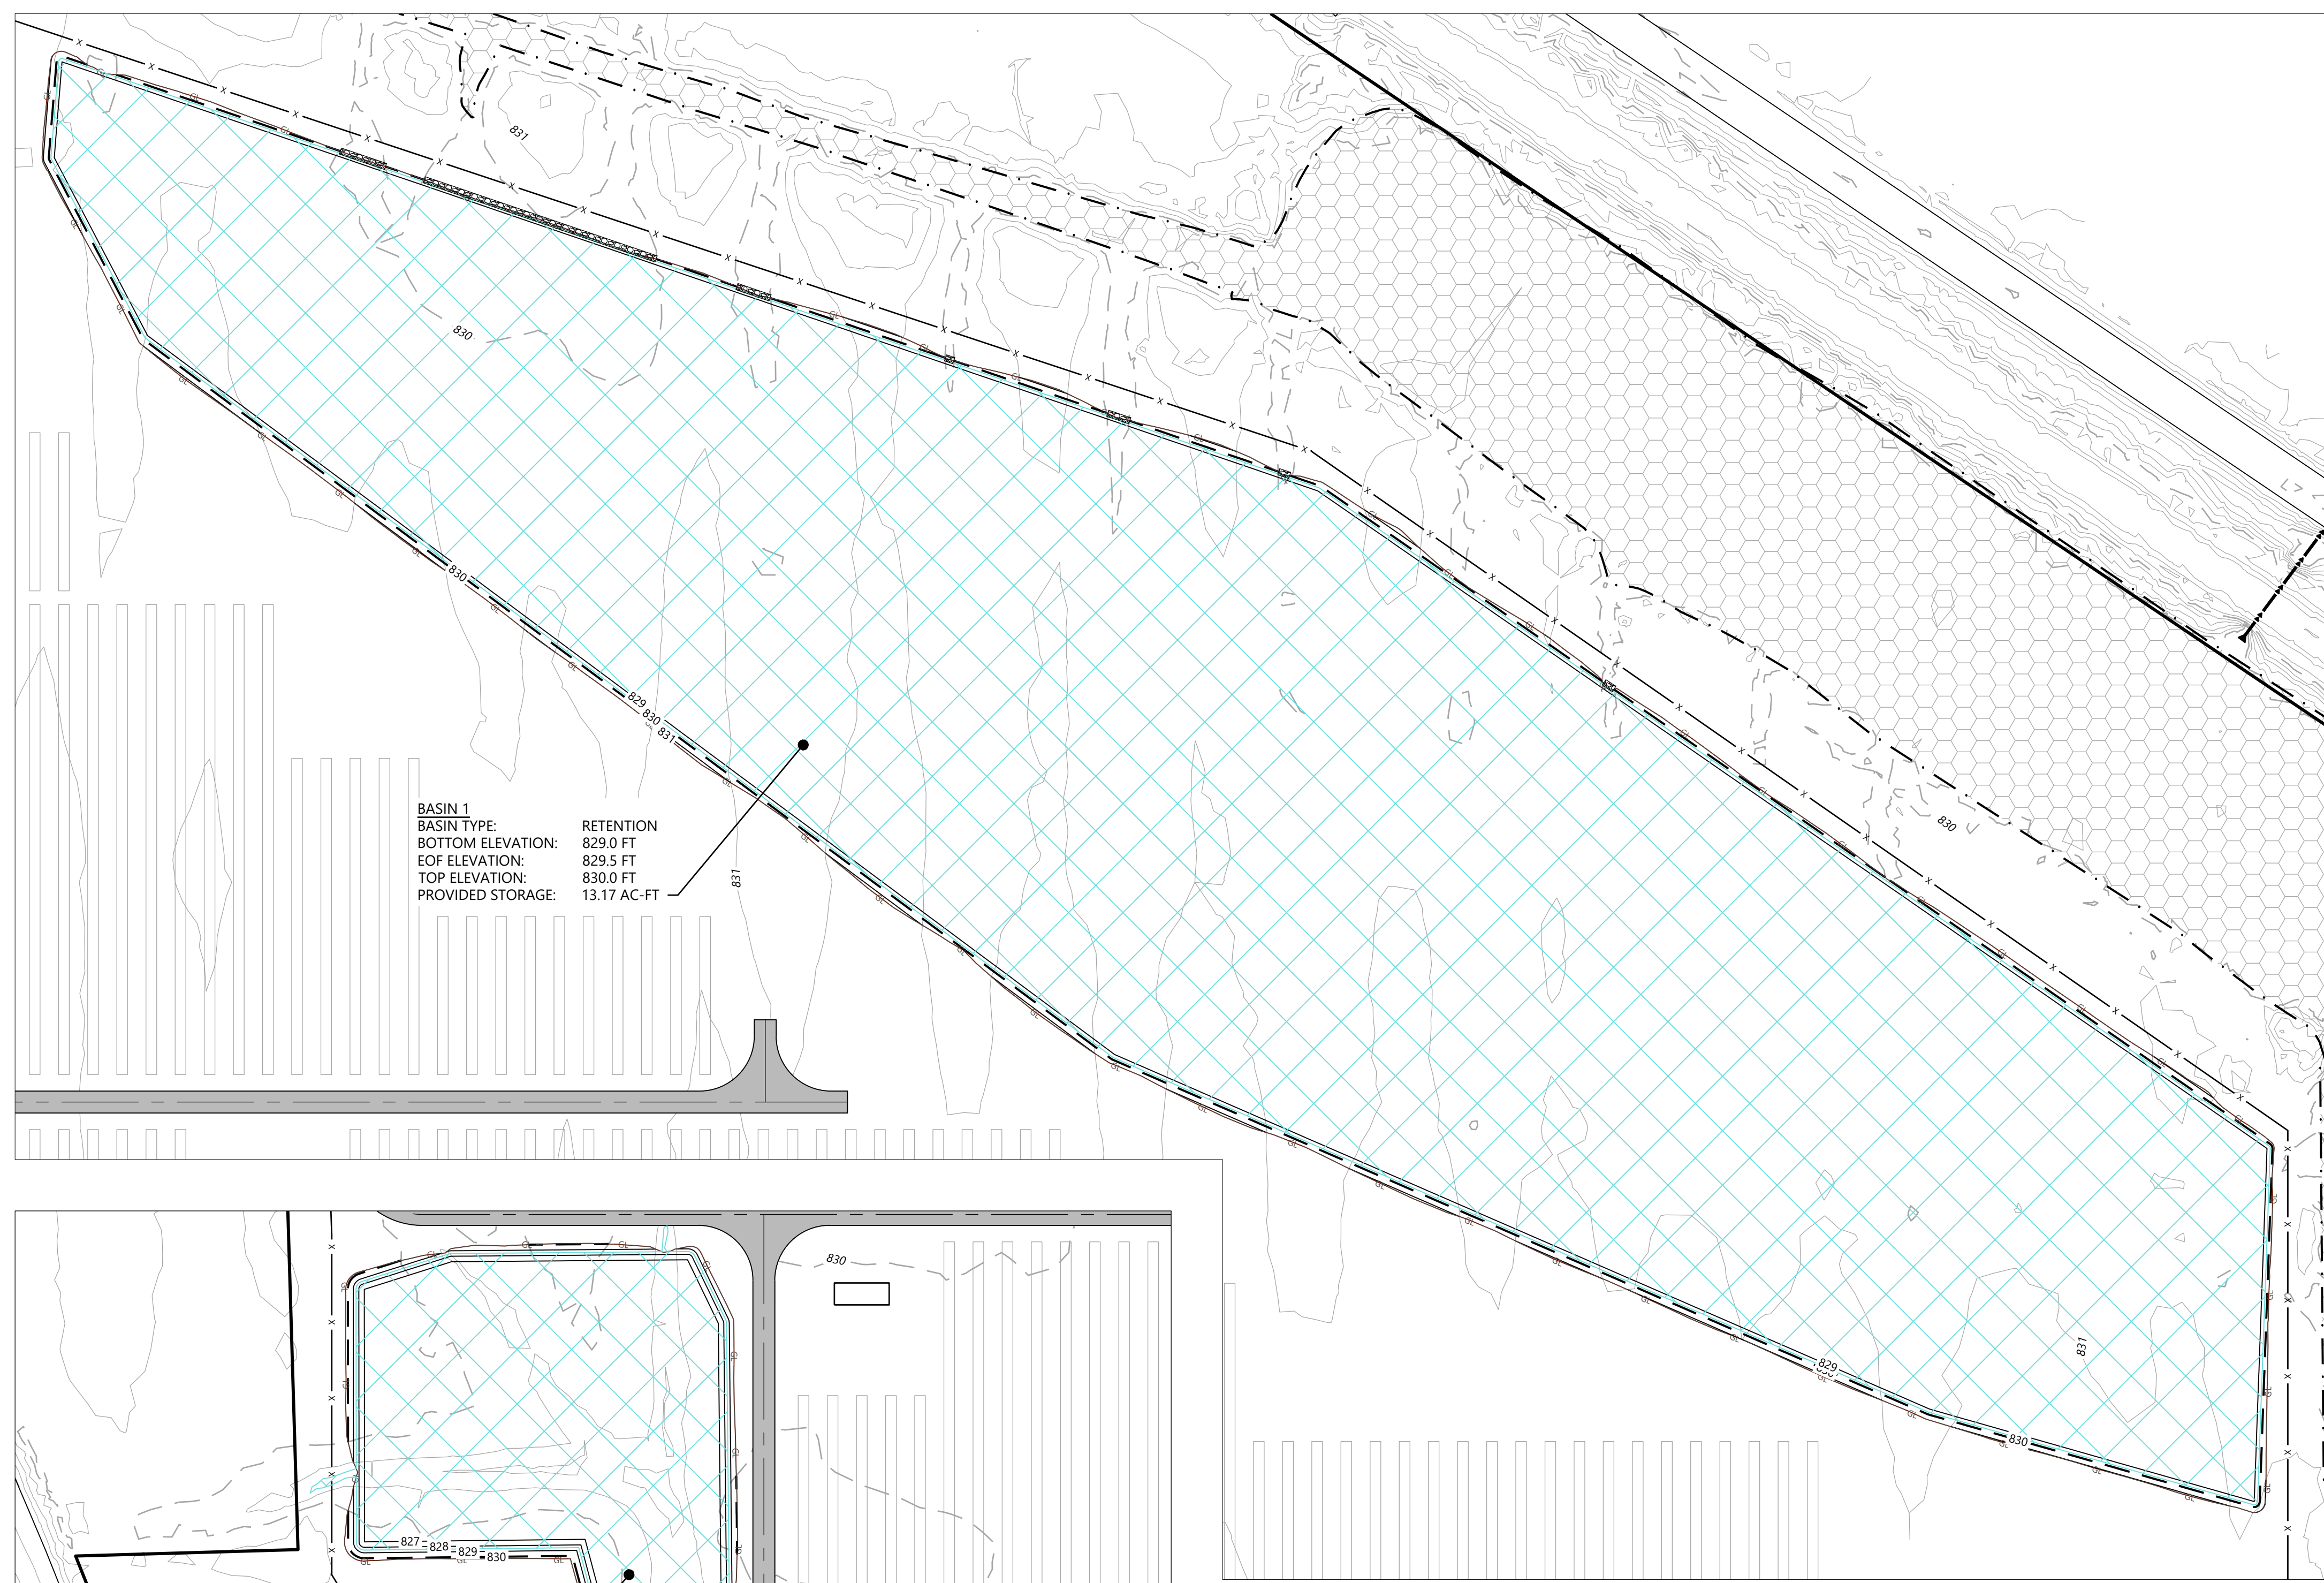 831
830
830
829
830
831
BASIN 1
BASIN TYPE: RETENTION
BOTTOM ELEVATION: 829.0 FT
EOF ELEVATION: 829.5 FT
TOP ELEVATION: 830.0 FT
PROVIDED STORAGE: 13.17 AC-FT
831
830
829
831
830
830
827
828
829
830